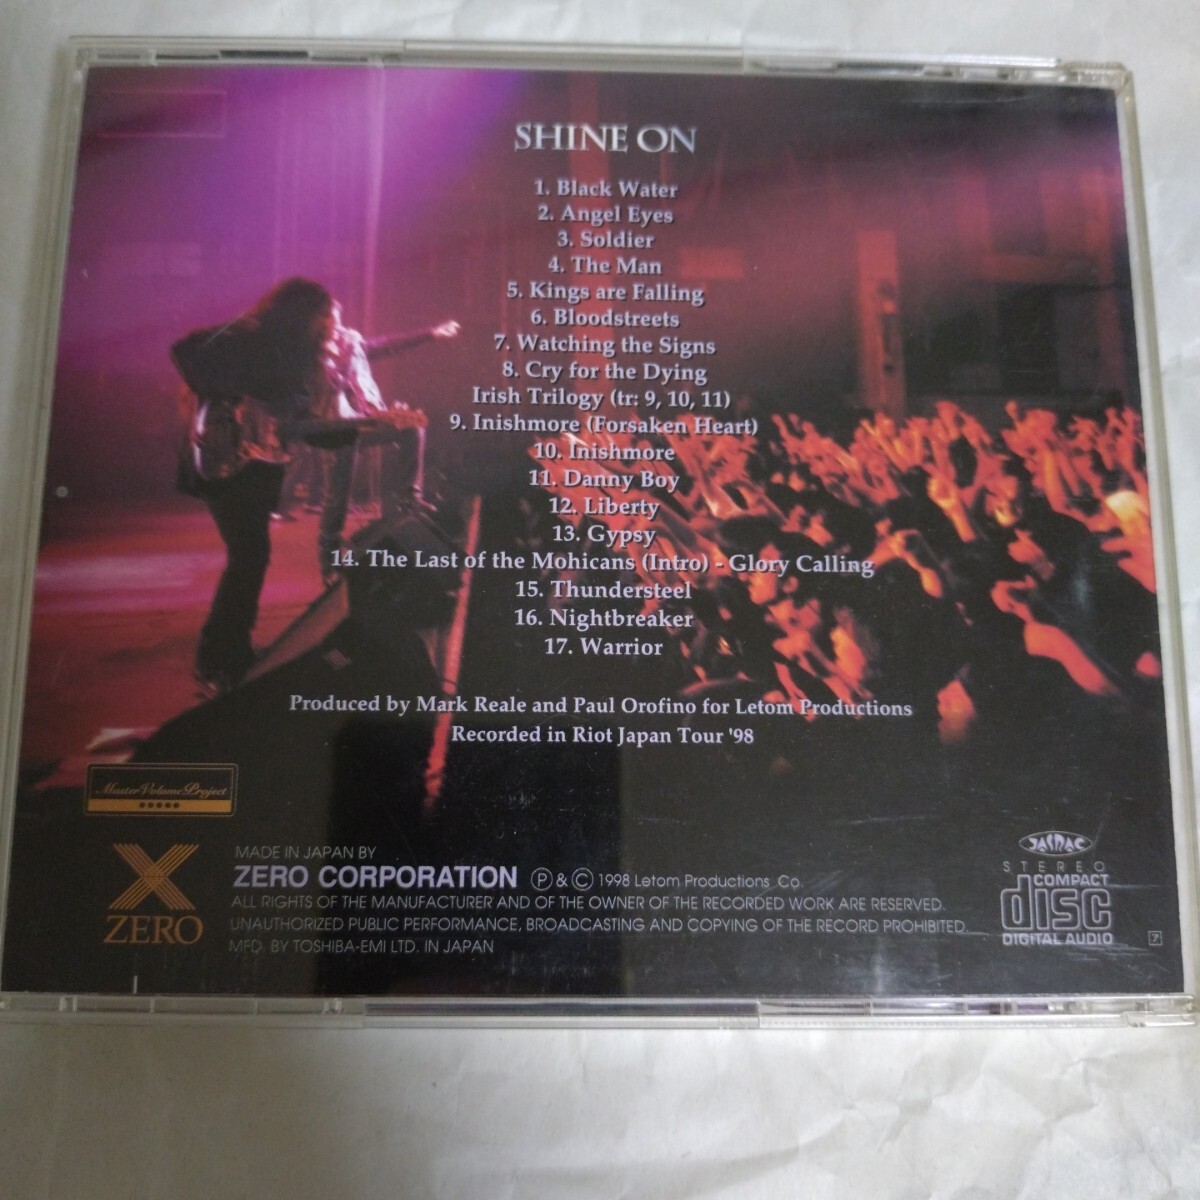 SHINE ON
1. Black Water
2. Angel Eyes
3. Soldier
4. The Man
5. Kings are Falling
6. Bloodstreets
7. Watching the Signs
8. Cry for the Dying
Irish Trilogy (tr: 9, 10, 11)
9. Inishmore (Forsaken Heart)
10. Inishmore
11. Danny Boy
12. Liberty
13. Gypsy
14. The Last of the Mohicans (Intro) - Glory Calling
15. Thundersteel
16. Nightbreaker
17. Warrior
Produced by Mark Reale and Paul Orofino for Letom Productions
Recorded in Riot Japan Tour '98
Master Volume Project
ZERO
MADE IN JAPAN BY
ZERO CORPORATION Ⓟ & © 1998 Letom Productions Co.
ALL RIGHTS OF THE MANUFACTURER AND OF THE OWNER OF THE RECORDED WORK ARE RESERVED.
UNAUTHORIZED PUBLIC PERFORMANCE, BROADCASTING AND COPYING OF THE RECORD PROHIBITED.
MFD. BY TOSHIBA-EMI LTD. IN JAPAN
JASRAC
STEREO
COMPACT
disc
DIGITAL AUDIO